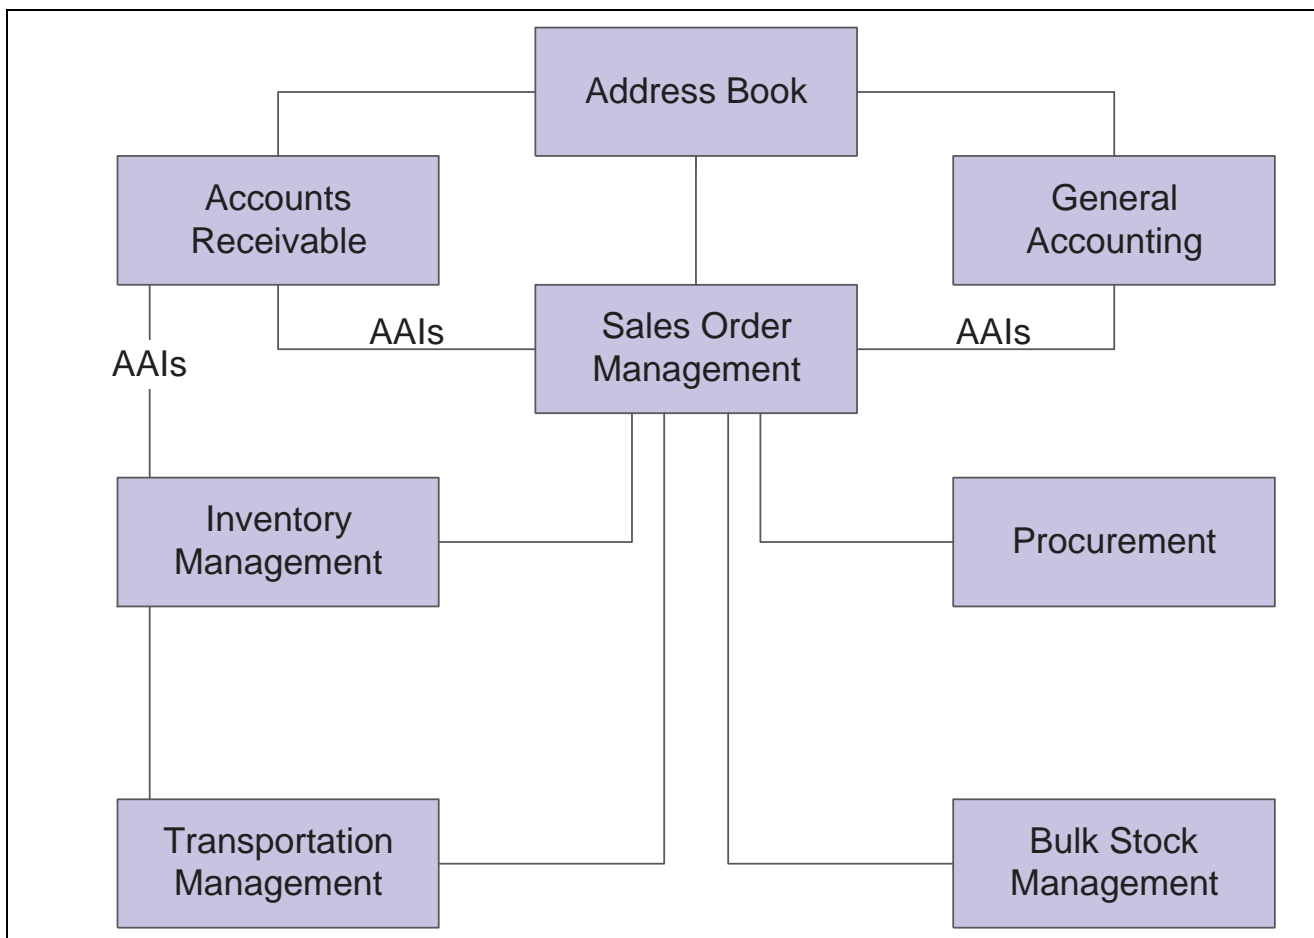 Address Book
Accounts
Receivable
General
Accounting
AAIs
Sales Order
Management
AAIs
AAIs
Inventory
Management
Procurement
Transportation
Management
Bulk Stock
Management